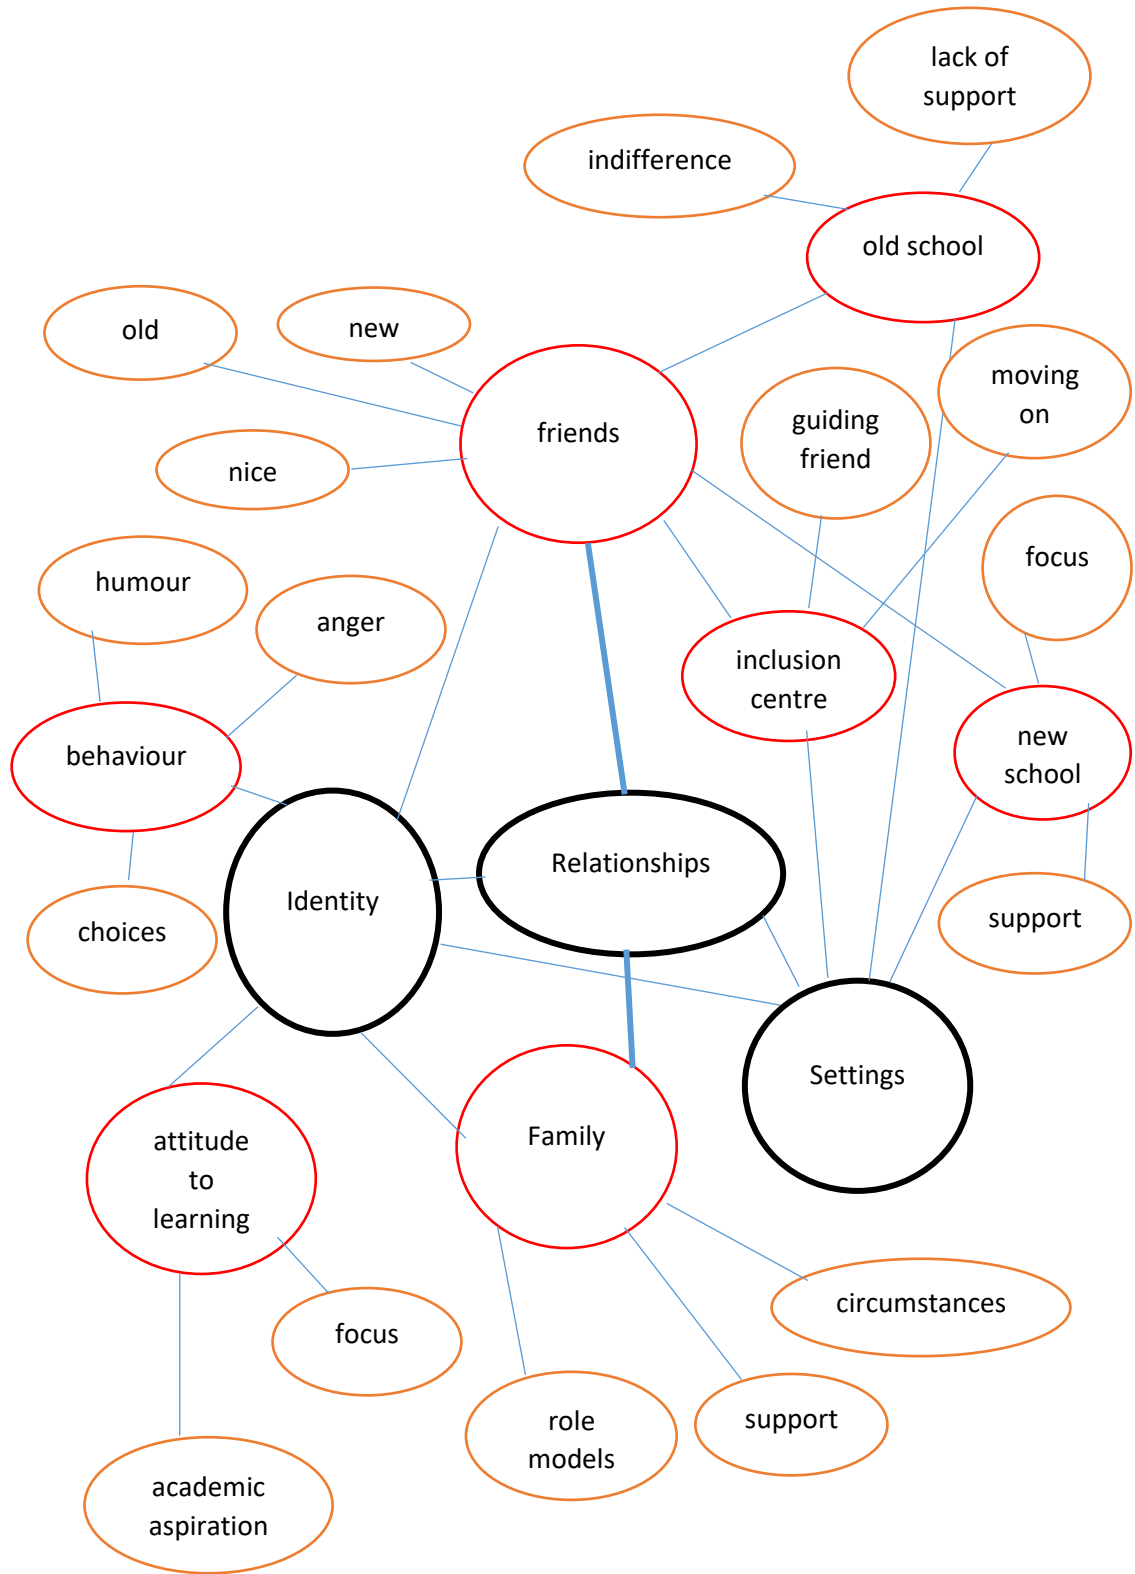 lack of
support
indifference
old school
old
new
moving
on
guiding
friend
friends
nice
focus
humour
anger
inclusion
centre
new
school
behaviour
Relationships
Identity
support
choices
Settings
Family
attitude
to
learning
circumstances
focus
role
models
support
academic
aspiration